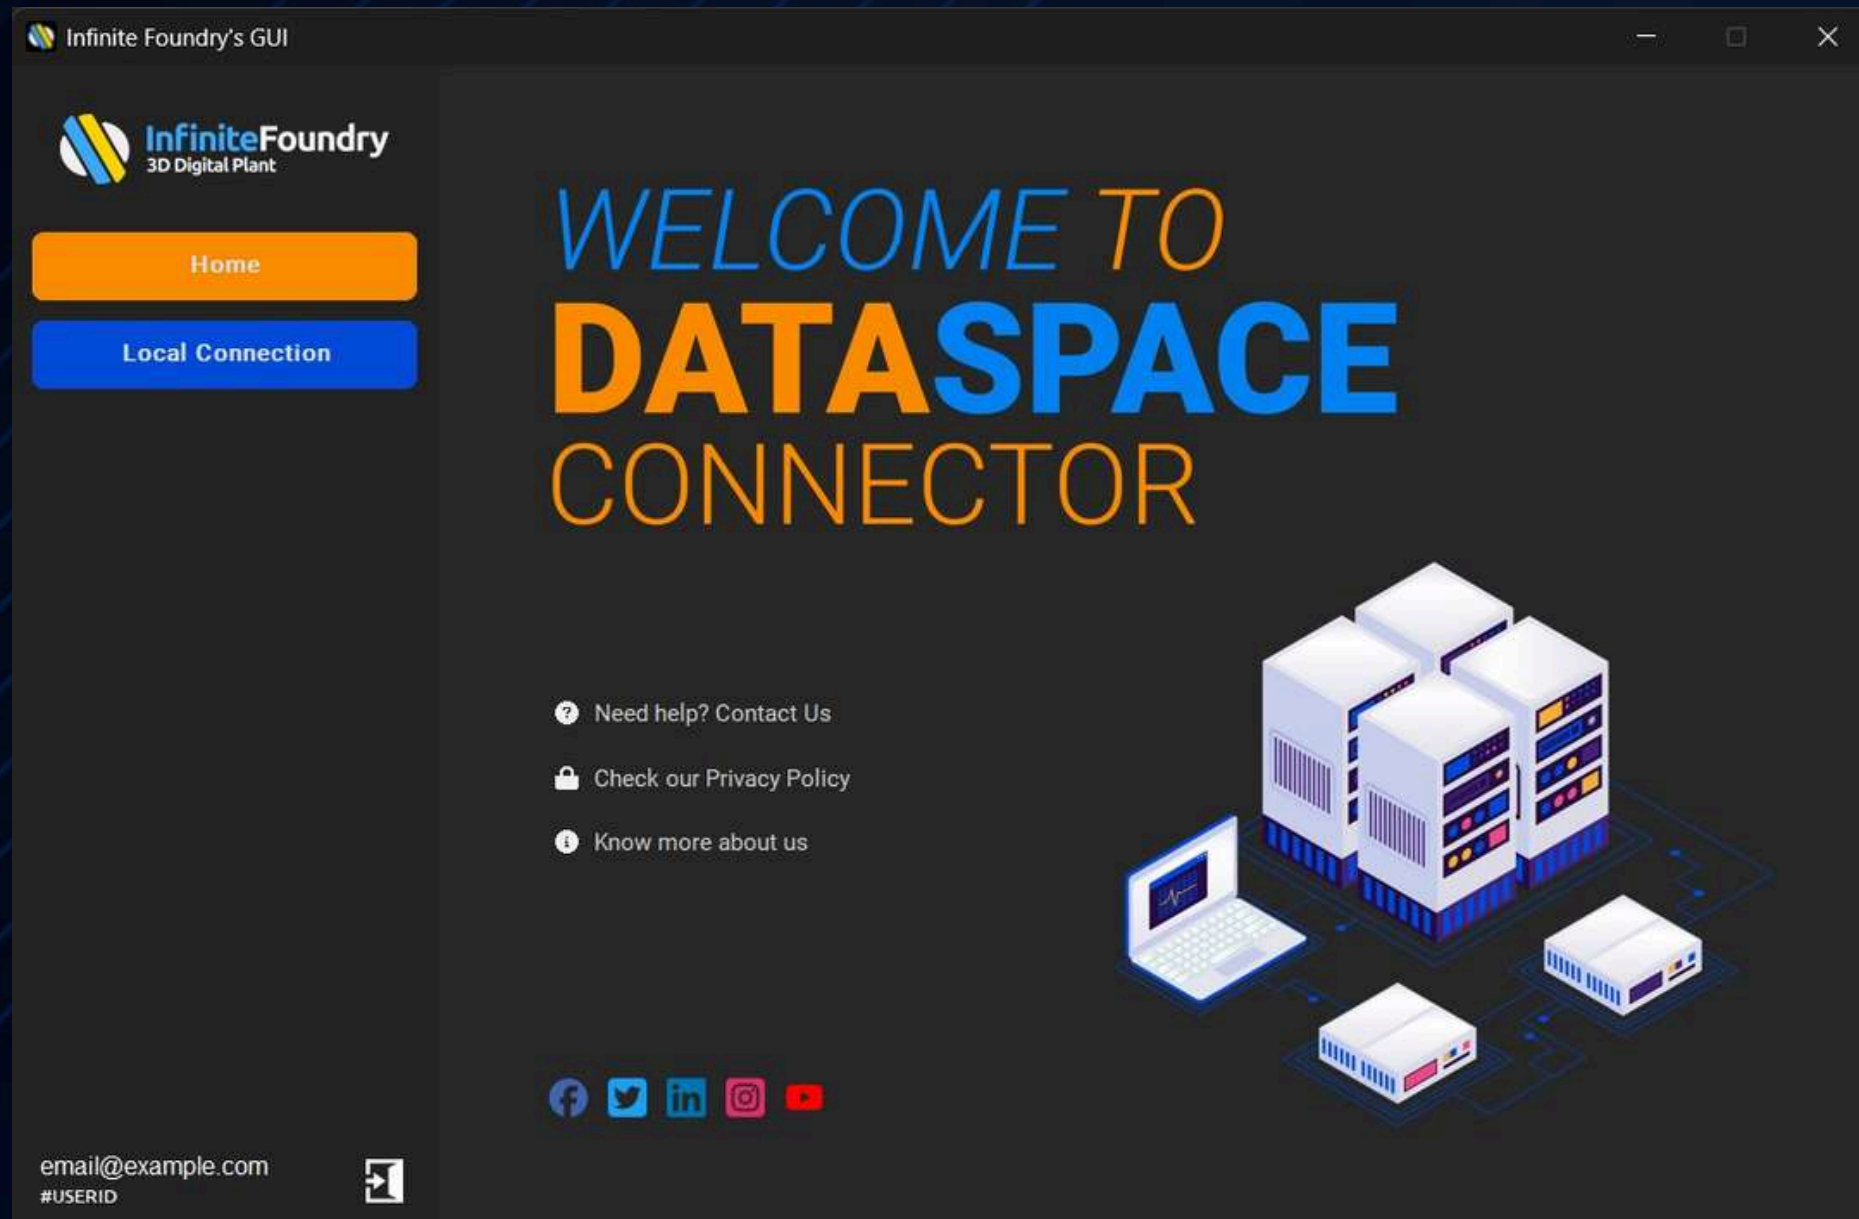 Infinite Foundry's GUI
InfiniteFoundry
3D Digital Plant
Home
Local Connection
WELCOME TO
DATASPACE
CONNECTOR
Need help? Contact Us
Check our Privacy Policy
Know more about us
email@example.com
#USERID